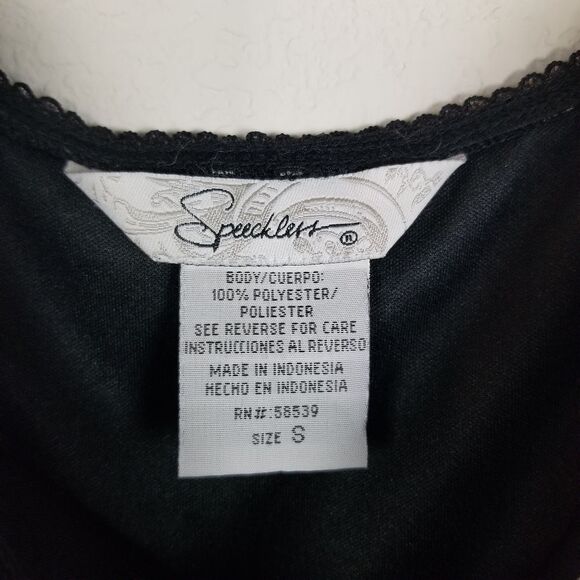 Speechless ®
BODY/CUERPO:
100% POLYESTER/
POLIESTER
SEE REVERSE FOR CARE
INSTRUCCIONES AL REVERSO
MADE IN INDONESIA
HECHO EN INDONESIA
RN#:58539
SIZE S